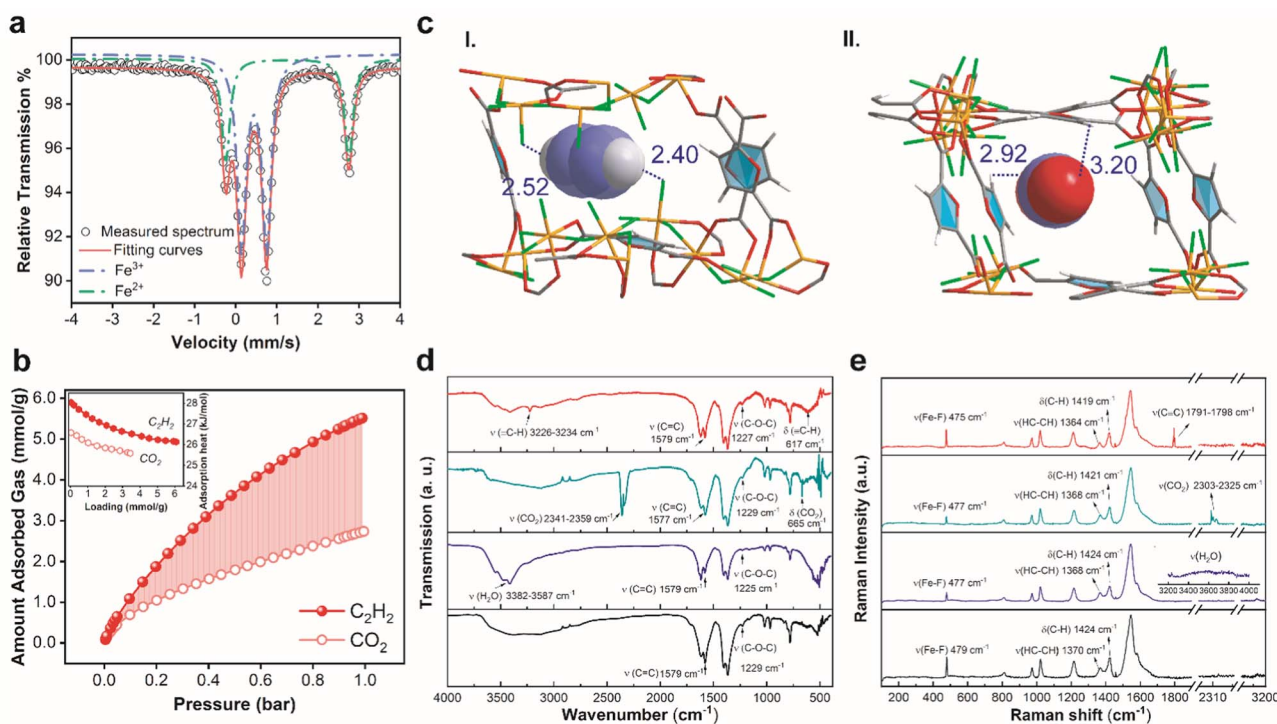 a
100
98
96
94
92
90
Relative Transmission %
Measured spectrum
Fitting curves
Fe³⁺
Fe²⁺
-4 -3 -2 -1 0 1 2 3 4
Velocity (mm/s)
b
6.0
5.0
4.0
3.0
2.0
1.0
0.0
Amount Adsorbed Gas (mmol/g)
C₂H₂
CO₂
28
27
26
25
24
Adsorption heat (kJ/mol)
0 1 2 3 4 5 6
Loading (mmol/g)
C₂H₂
CO₂
0.0 0.2 0.4 0.6 0.8 1.0
Pressure (bar)
c
I.
2.52
2.40
II.
2.92
3.20
d
Transmission (a. u.)
ν (≡C-H) 3226-3234 cm⁻¹
ν (C=C)
1579 cm⁻¹
ν (C-O-C)
1227 cm⁻¹
δ (≡C-H)
617 cm⁻¹
ν (CO₂) 2341-2359 cm⁻¹
ν (C=C)
1577 cm⁻¹
ν (C-O-C)
1229 cm⁻¹
δ (CO₂)
665 cm⁻¹
ν (H₂O) 3382-3587 cm⁻¹
ν (C=C) 1579 cm⁻¹
ν (C-O-C)
1225 cm⁻¹
ν (C=C) 1579 cm⁻¹
ν (C-O-C)
1229 cm⁻¹
4000 3500 3000 2500 2000 1500 1000 500
Wavenumber (cm⁻¹)
e
Raman Intensity (a.u.)
ν(Fe-F) 475 cm⁻¹
δ(C-H) 1419 cm⁻¹
ν(HC-CH) 1364 cm⁻¹
ν(C≡C) 1791-1798 cm⁻¹
ν(Fe-F) 477 cm⁻¹
δ(C-H) 1421 cm⁻¹
ν(HC-CH) 1366 cm⁻¹
ν(CO₂) 2303-2325 cm⁻¹
ν(Fe-F) 477 cm⁻¹
δ(C-H) 1424 cm⁻¹
ν(HC-CH) 1368 cm⁻¹
ν(H₂O)
3200 3400 3600 3800 4000
ν(Fe-F) 479 cm⁻¹
δ(C-H) 1424 cm⁻¹
ν(HC-CH) 1370 cm⁻¹
200 400 600 800 1000 1200 1400 1600 2310 3200
Raman shift (cm⁻¹)